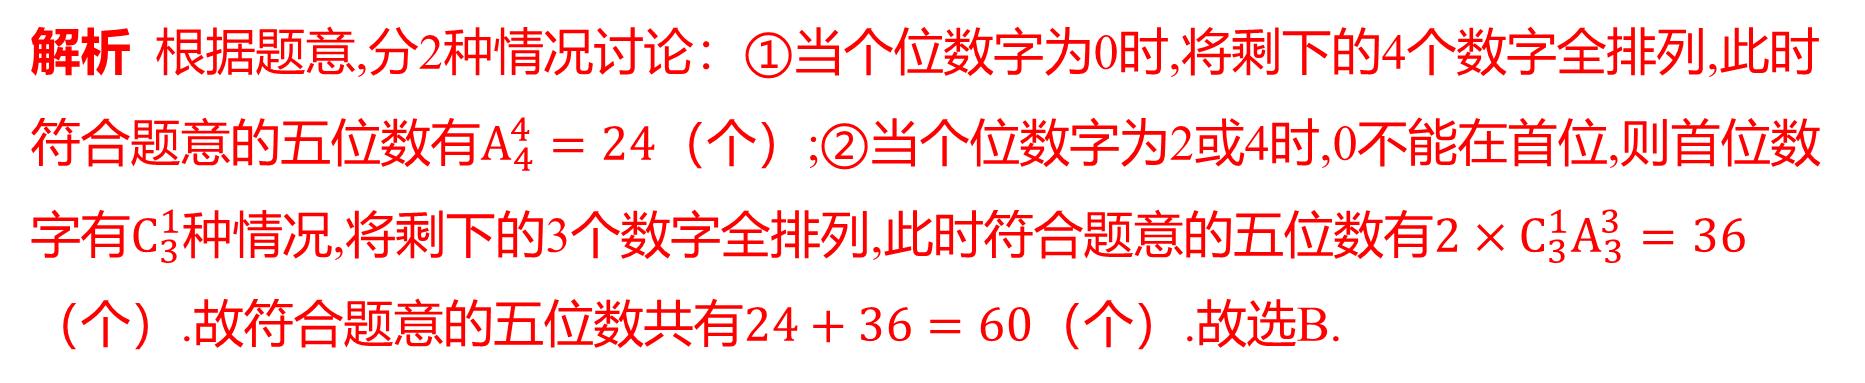 解析 根据题意,分2种情况讨论：①当个位数字为0时,将剩下的4个数字全排列,此时
符合题意的五位数有A₄⁴ = 24（个）;②当个位数字为2或4时,0不能在首位,则首位数
字有C₃¹种情况,将剩下的3个数字全排列,此时符合题意的五位数有2 × C₃¹A₃³ = 36
（个）.故符合题意的五位数共有24 + 36 = 60（个）.故选B.